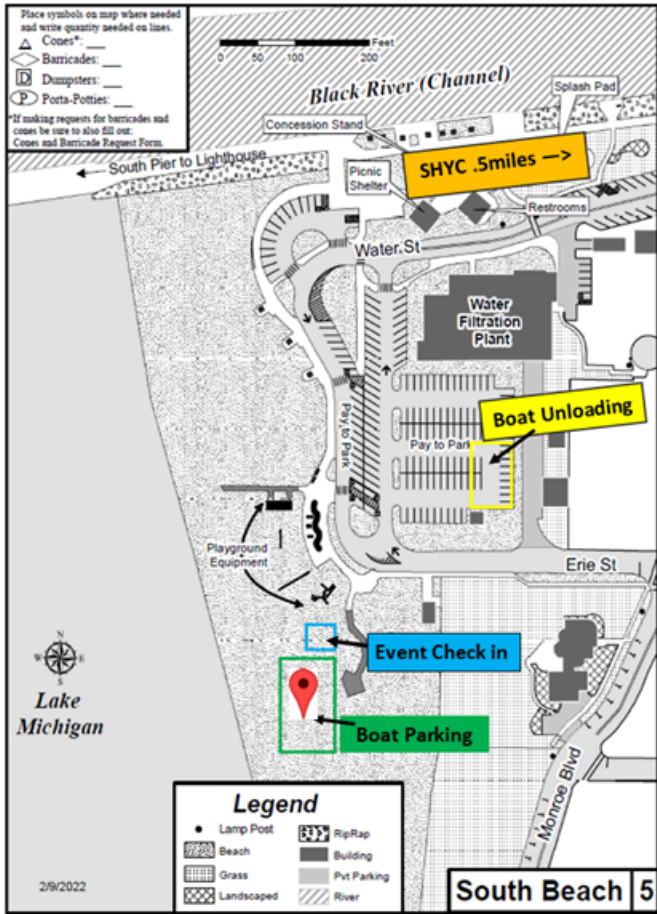 Place symbols on map where needed
and write quantity needed on lines.
Cones*: ___
Barricades: ___
D Dumpsters: ___
P Porta-Potties: ___
*If making requests for barricades and
cones be sure to also fill out:
Cones and Barricade Request Form.
Feet
0 50 100 200
Black River (Channel)
Splash Pad
Concession Stand
SHYC .5miles —>
South Pier to Lighthouse
Picnic
Shelter
Restrooms
Water St
Water
Filtration
Plant
Boat Unloading
Pay to Park
Pay to Park
Playground
Equipment
Erie St
Event Check in
N
W E
S
Lake
Michigan
Boat Parking
Monroe Blvd
Legend
Lamp Post
RipRap
Beach
Building
Grass
Pvt Parking
Landscaped
River
2/9/2022
South Beach 5